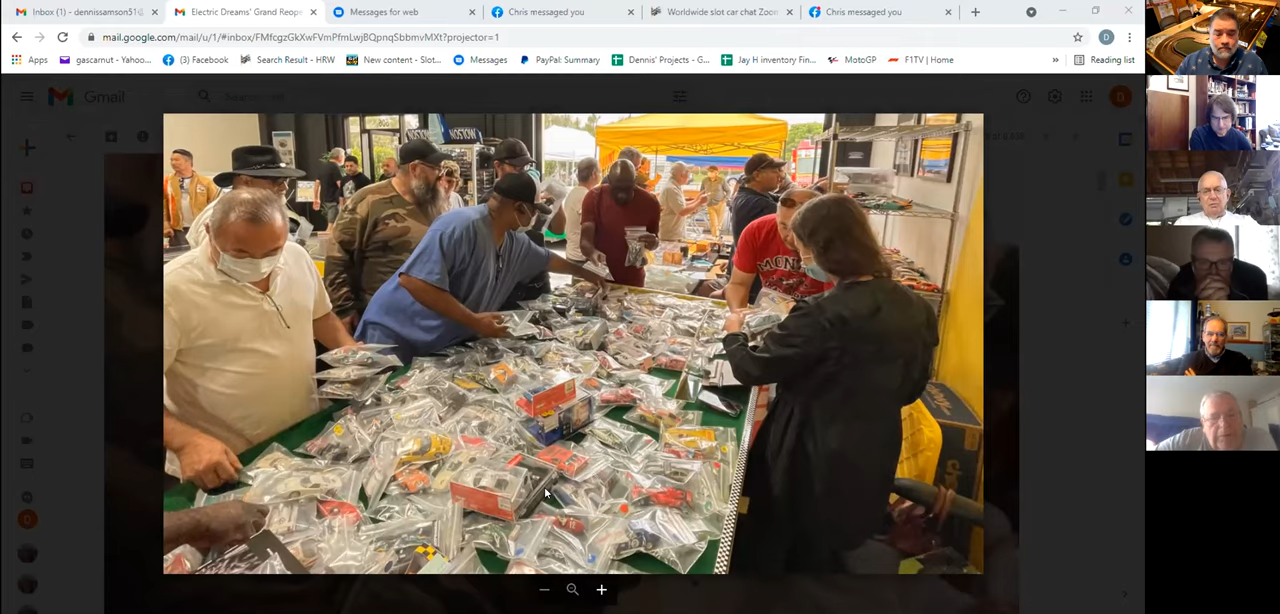 Inbox (1) - dennissamson51@
Electric Dreams' Grand Reope
Messages for web
Chris messaged you
Worldwide slot car chat Zoom
Chris messaged you
mail.google.com/mail/u/1/#inbox/FMfcgzGkXwFVmPfmLwjBQpnqSbbmvMXt?projector=1
Apps
gascarnut - Yahoo...
(3) Facebook
Search Result - HRW
New content - Slot...
Messages
PayPal: Summary
Dennis' Projects - G...
Jay H inventory Fin...
MotoGP
F1TV | Home
»
Reading list
Gmail
NOSTON
MON